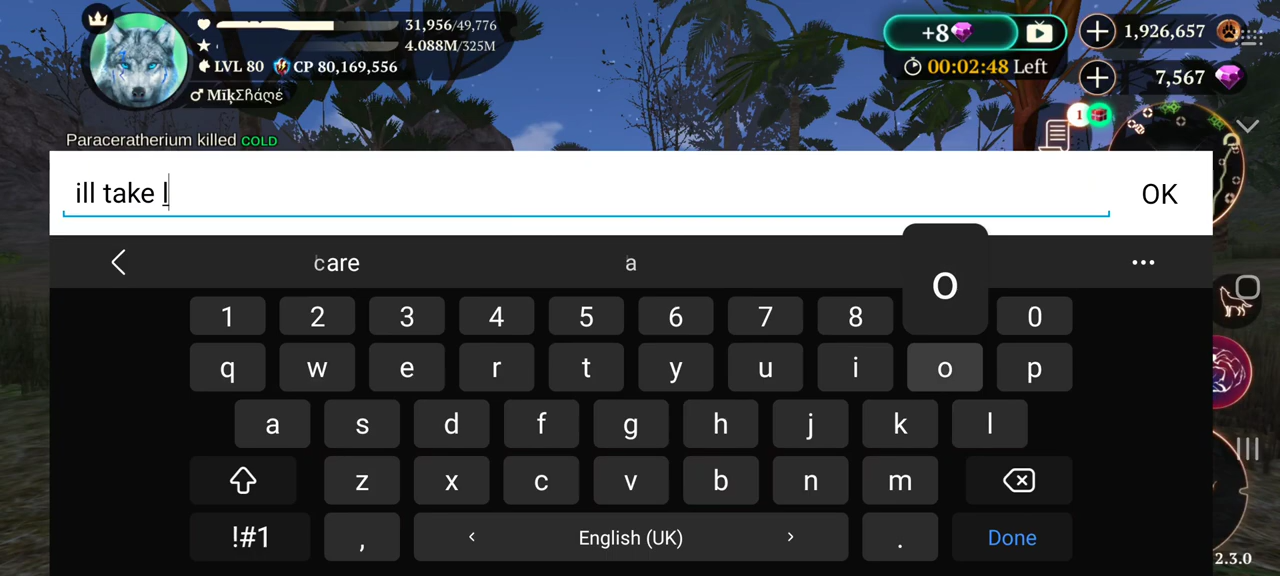 31,956/49,776
4.088M/325M
LVL 80 CP 80,169,556
♂ MīķΣɦάღέ
+8
00:02:48 Left
1,926,657
7,567
Paraceratherium killed COLD
1
ill take l
OK
care
a
o
1 2 3 4 5 6 7 8 0
q w e r t y u i o p
a s d f g h j k l
z x c v b n m
!#1 , < English (UK) > . Done
2.3.0